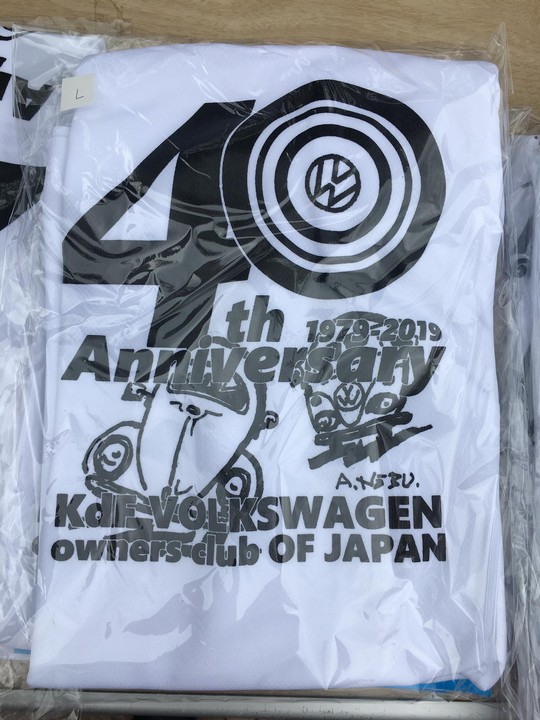 L
40
th
1979-2019
Anniversary
A.NOBU.
KdF VOLKSWAGEN
owners club OF JAPAN